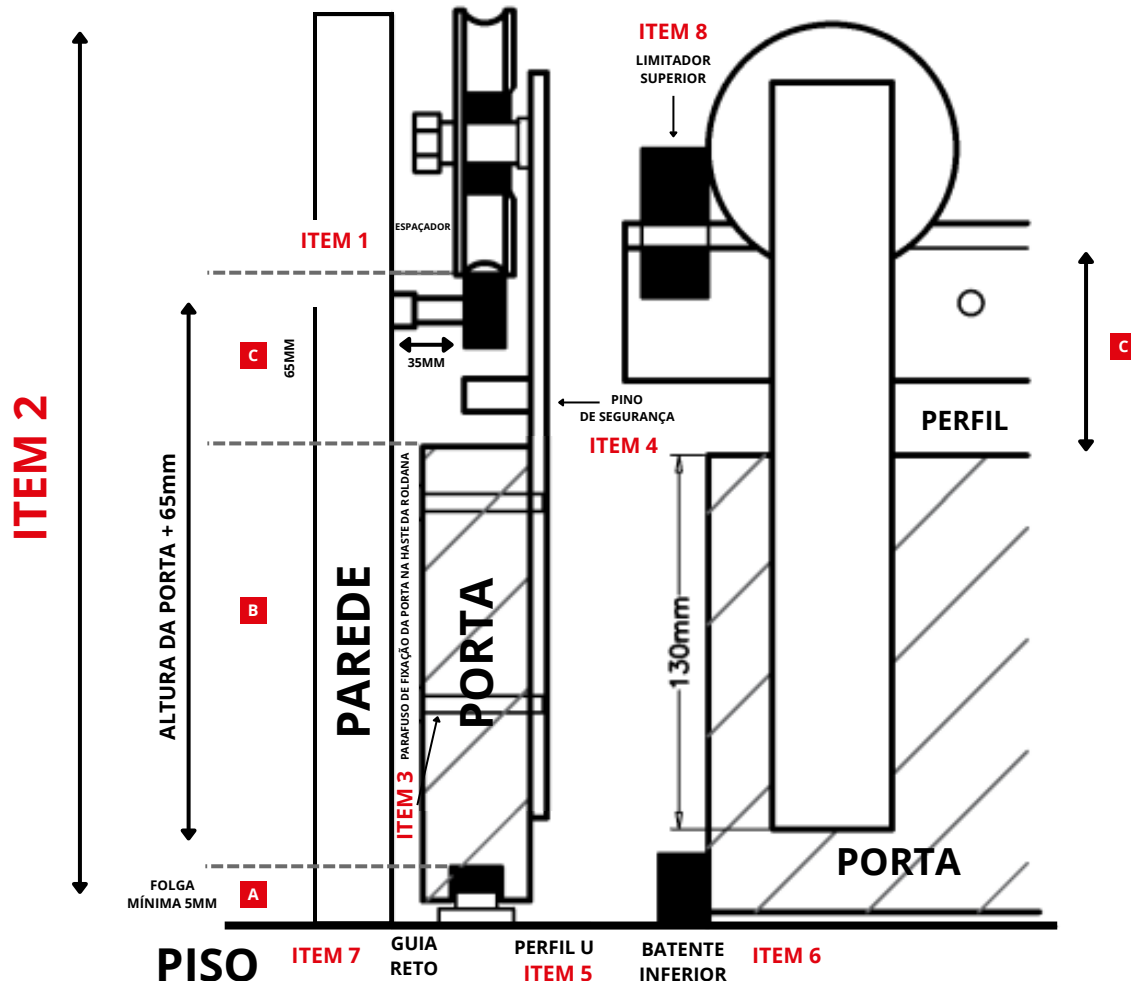 ITEM 2
ITEM 8
LIMITADOR
SUPERIOR
ITEM 1
ESPAÇADOR
C
65MM
35MM
C
PINO
DE SEGURANÇA
ITEM 4
PERFIL
ALTURA DA PORTA + 65mm
B
PAREDE
PARAFUSO DE FIXAÇÃO DA PORTA NA HASTE DA ROLDANA
PORTA
130mm
ITEM 3
PORTA
FOLGA
MÍNIMA 5MM
A
PISO
ITEM 7
GUIA
RETO
PERFIL U
ITEM 5
BATENTE
INFERIOR
ITEM 6